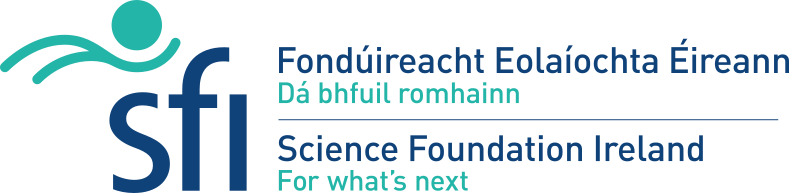 sfi
Fondúireacht Eolaíochta Éireann
Dá bhfuil romhainn
Science Foundation Ireland
For what's next